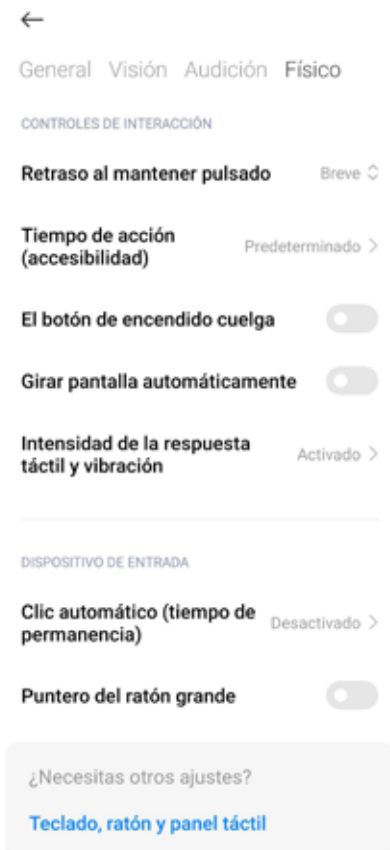 General Visión Audición Físico
CONTROLES DE INTERACCIÓN
Retraso al mantener pulsado Breve
Tiempo de acción
(accesibilidad) Predeterminado
El botón de encendido cuelga
Girar pantalla automáticamente
Intensidad de la respuesta
táctil y vibración Activado
DISPOSITIVO DE ENTRADA
Clic automático (tiempo de
permanencia) Desactivado
Puntero del ratón grande
¿Necesitas otros ajustes?
Teclado, ratón y panel táctil